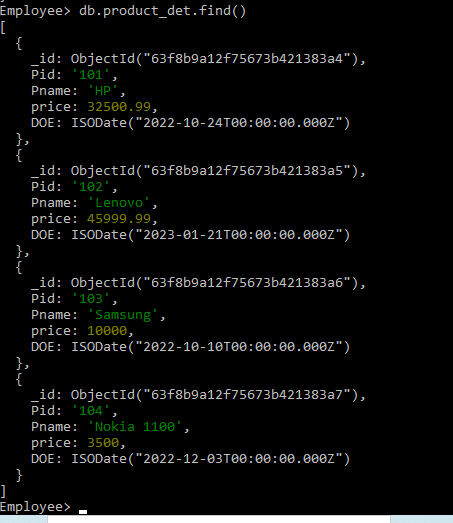 Employee> db.product_det.find()
[
  {
    _id: ObjectId("63f8b9a12f75673b421383a4"),
    Pid: '101',
    Pname: 'HP',
    price: 32500.99,
    DOE: ISODate("2022-10-24T00:00:00.000Z")
  },
  {
    _id: ObjectId("63f8b9a12f75673b421383a5"),
    Pid: '102',
    Pname: 'Lenovo',
    price: 45999.99,
    DOE: ISODate("2023-01-21T00:00:00.000Z")
  },
  {
    _id: ObjectId("63f8b9a12f75673b421383a6"),
    Pid: '103',
    Pname: 'Samsung',
    price: 10000,
    DOE: ISODate("2022-10-10T00:00:00.000Z")
  },
  {
    _id: ObjectId("63f8b9a12f75673b421383a7"),
    Pid: '104',
    Pname: 'Nokia 1100',
    price: 3500,
    DOE: ISODate("2022-12-03T00:00:00.000Z")
  }
]
Employee>